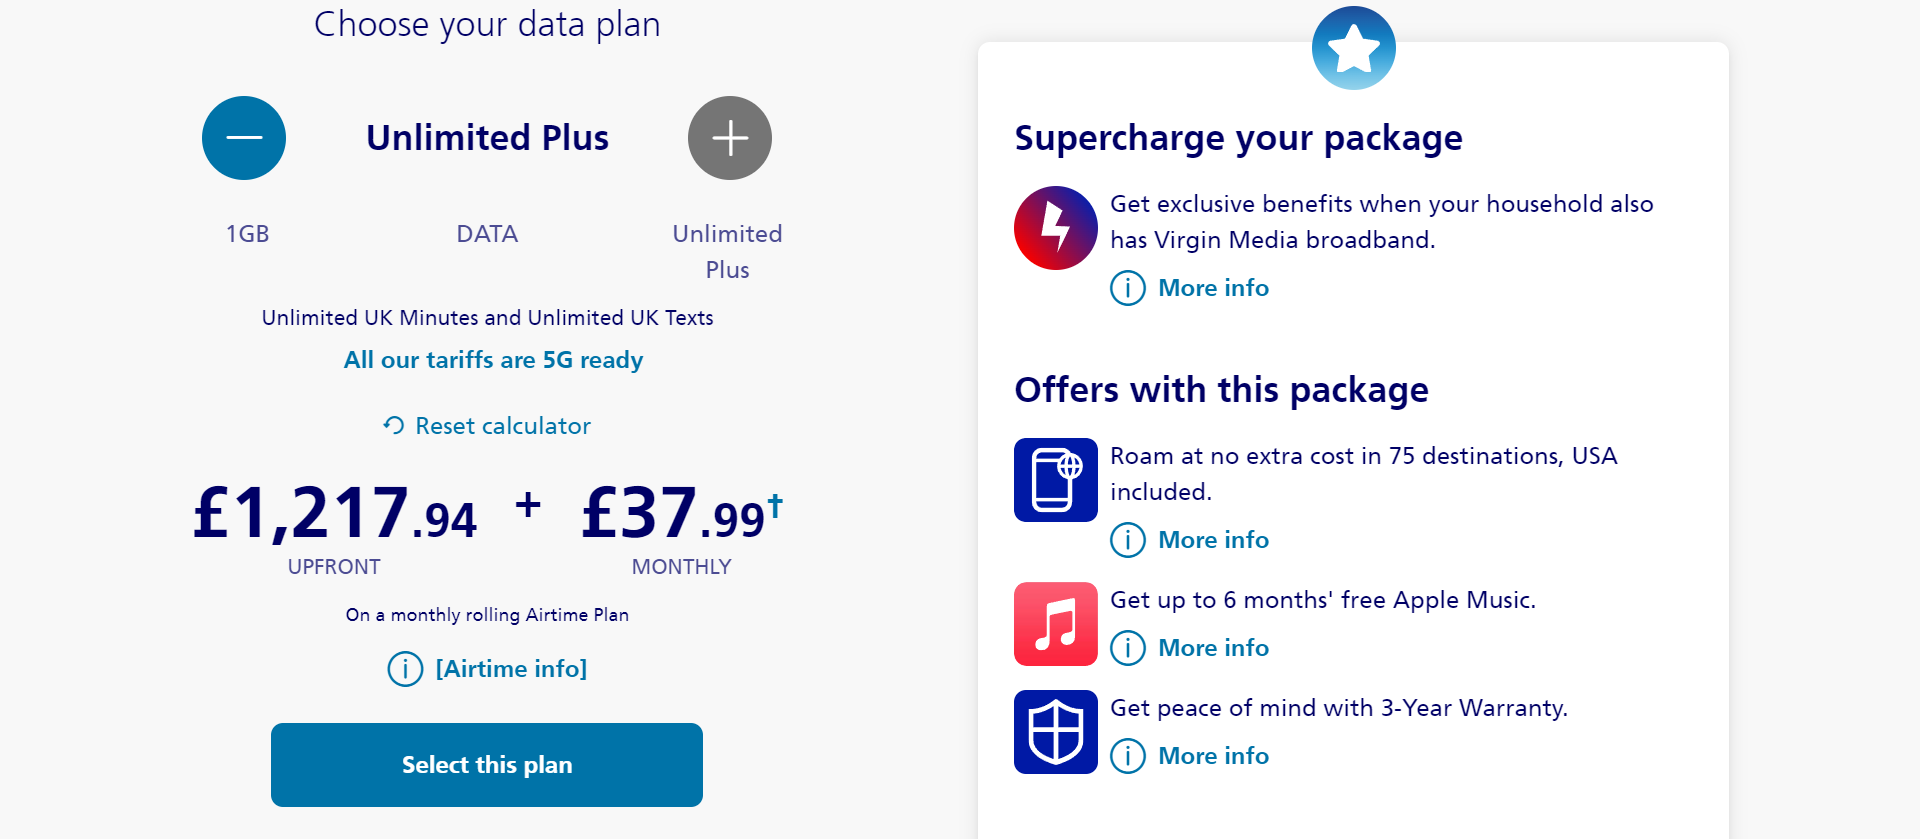 Choose your data plan
Unlimited Plus
1GB
DATA
Unlimited
Plus
Unlimited UK Minutes and Unlimited UK Texts
All our tariffs are 5G ready
Reset calculator
£1,217.94 + £37.99†
UPFRONT
MONTHLY
On a monthly rolling Airtime Plan
[Airtime info]
Select this plan
Supercharge your package
Get exclusive benefits when your household also
has Virgin Media broadband.
More info
Offers with this package
Roam at no extra cost in 75 destinations, USA
included.
More info
Get up to 6 months' free Apple Music.
More info
Get peace of mind with 3-Year Warranty.
More info